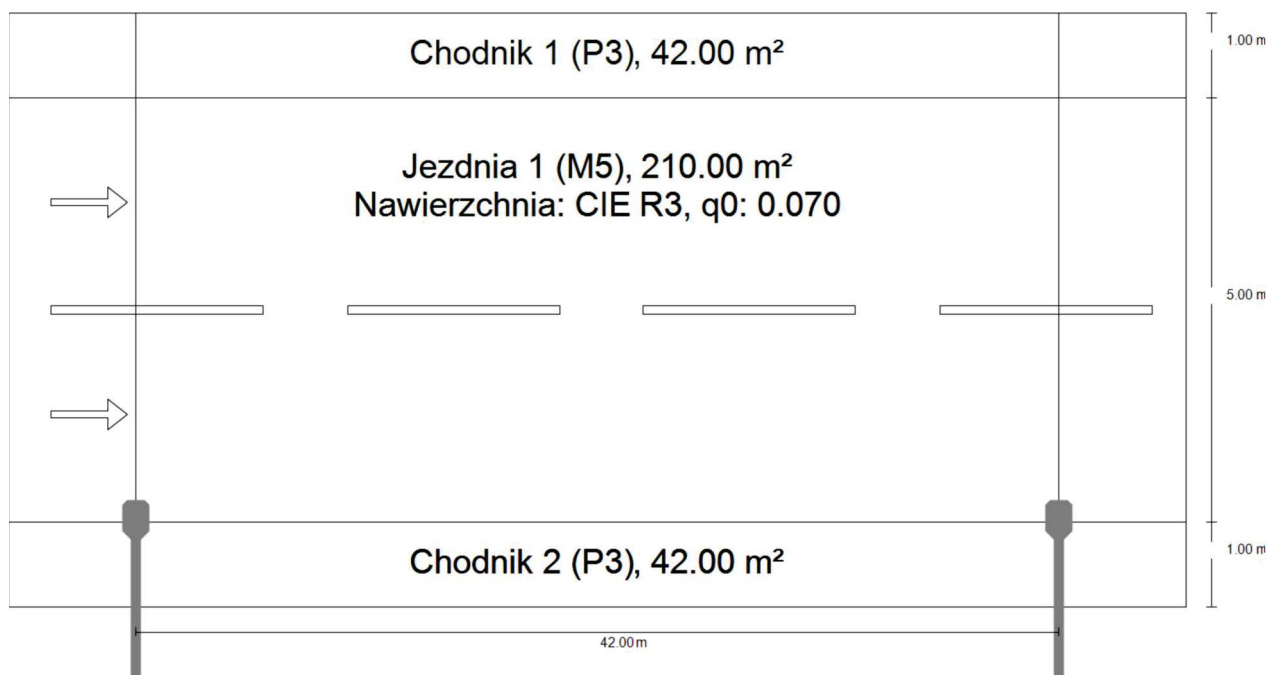 Chodnik 1 (P3), 42.00 m²
1.00 m
Jezdnia 1 (M5), 210.00 m²
Nawierzchnia: CIE R3, q0: 0.070
5.00 m
Chodnik 2 (P3), 42.00 m²
1.00 m
42.00 m